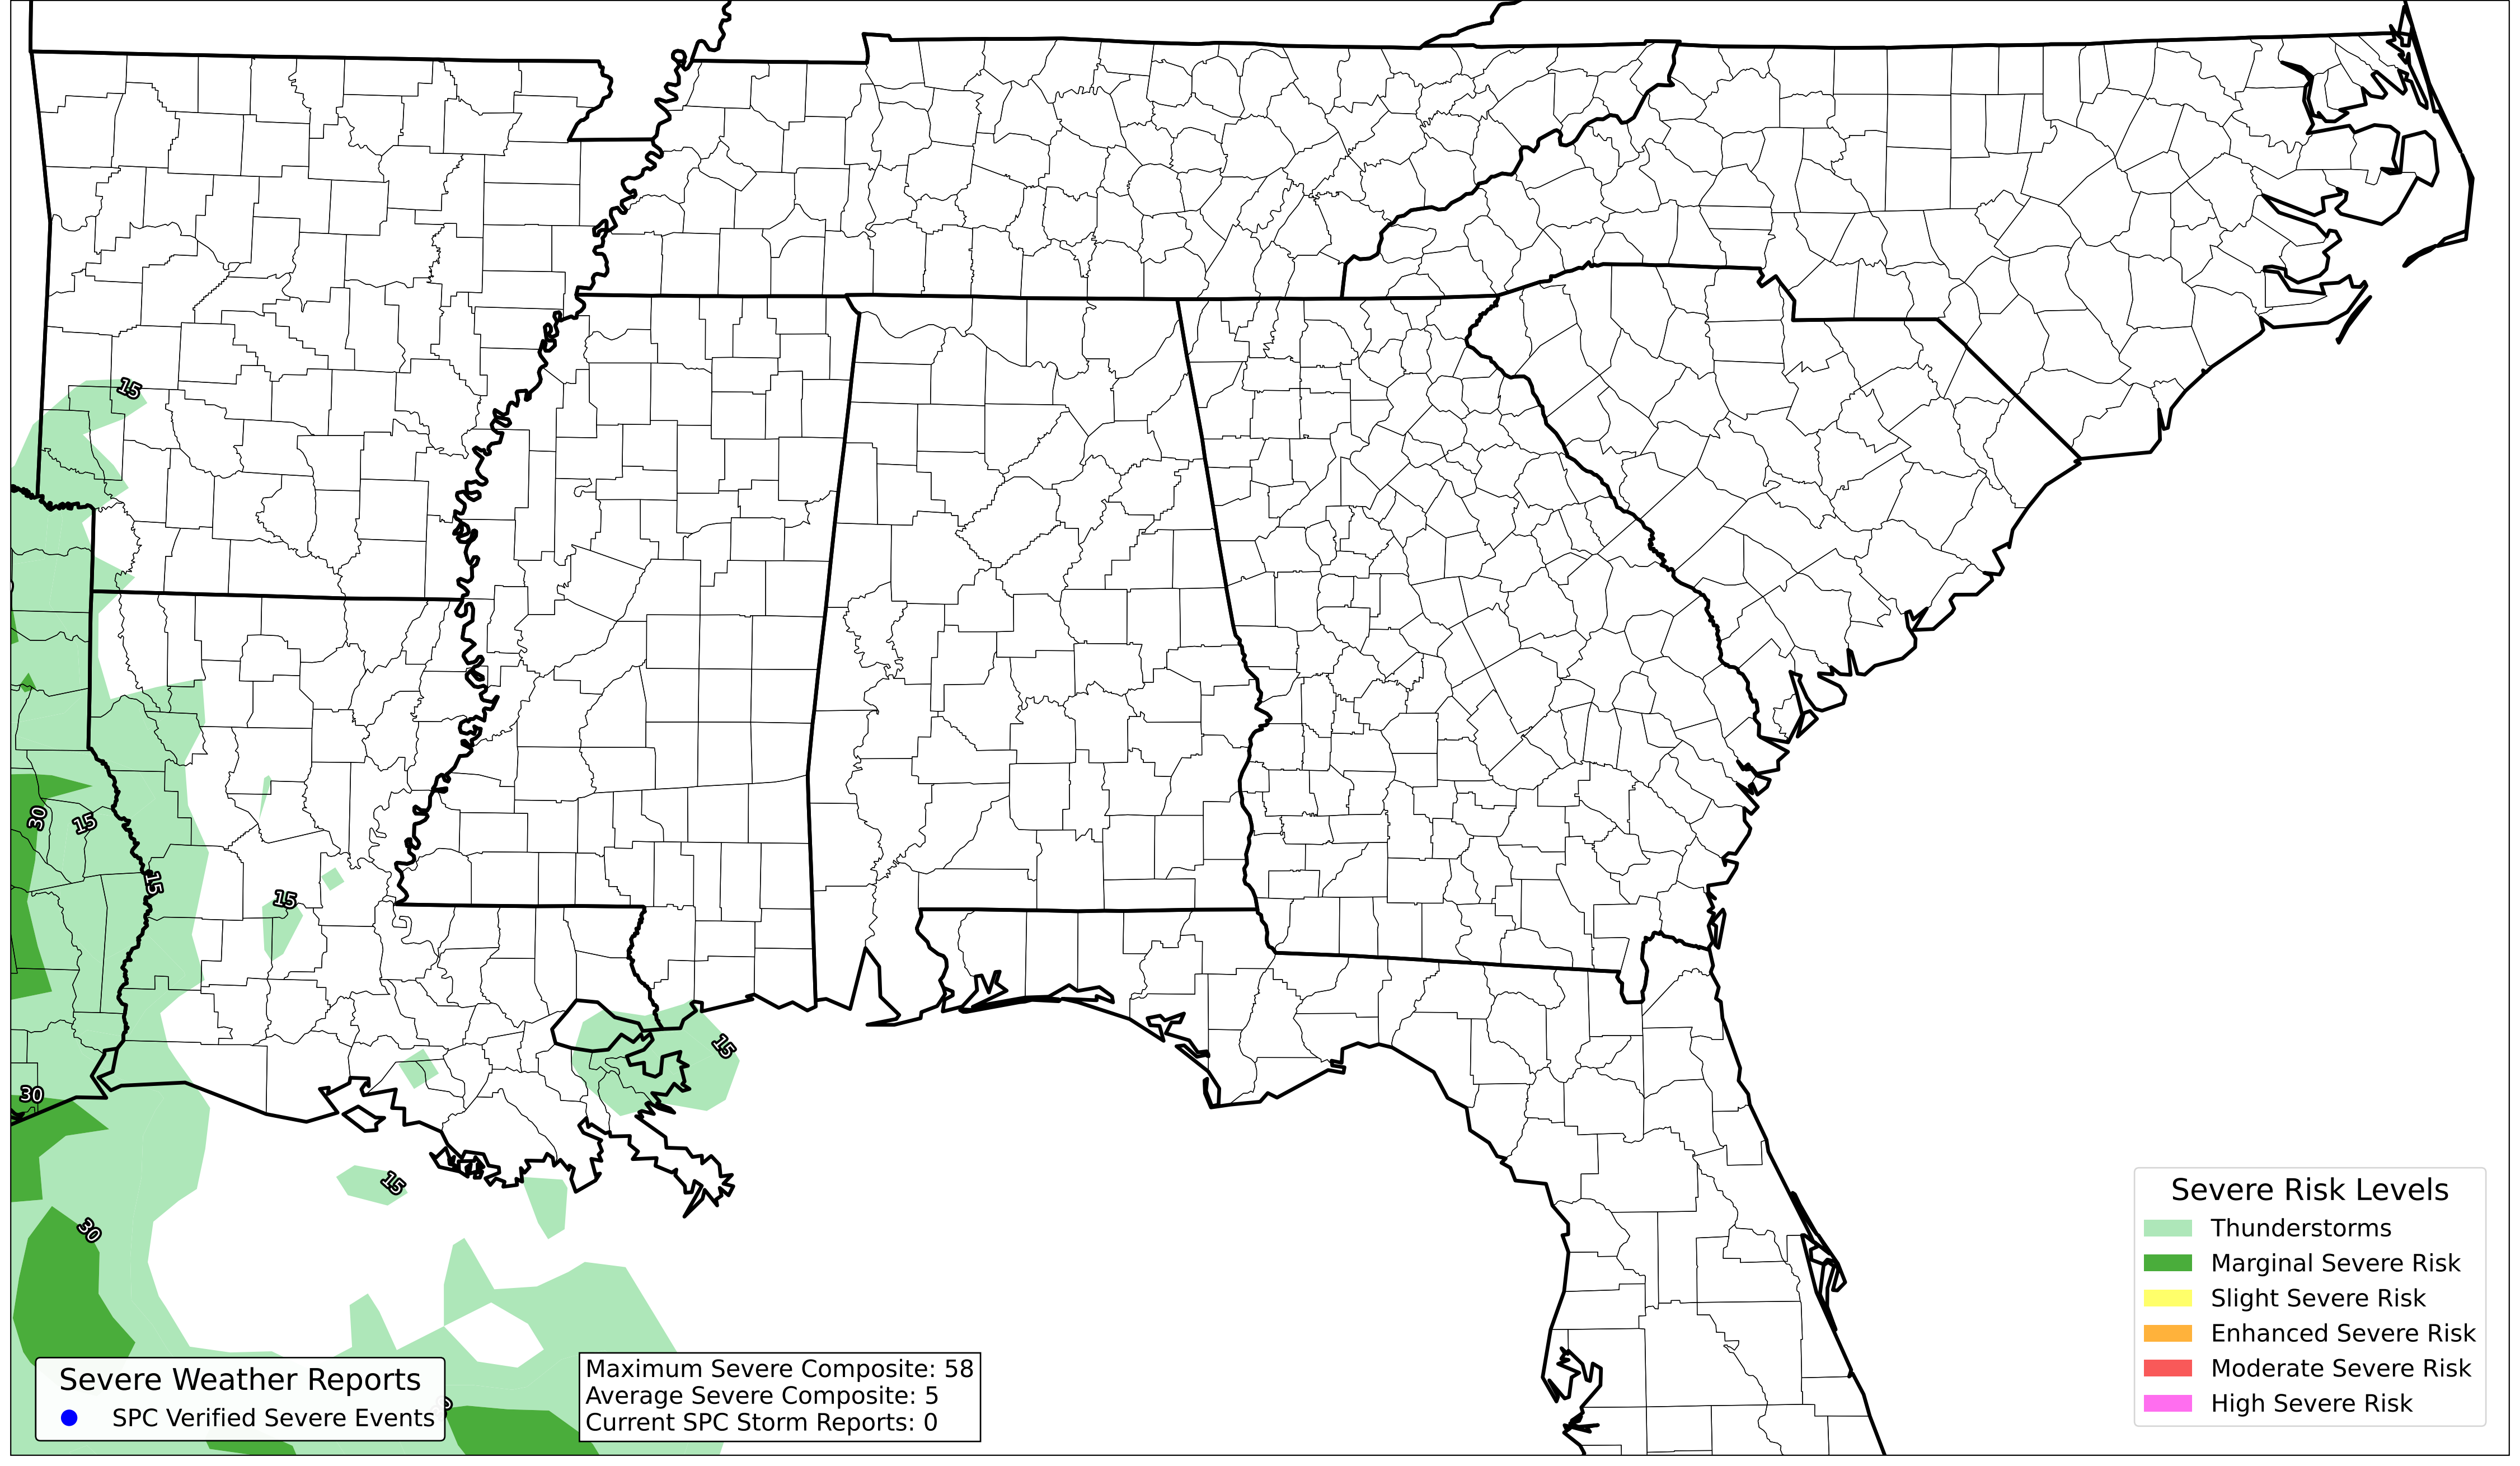 15
30
15
15
15
15
30
15
30
Severe Weather Reports
SPC Verified Severe Events
Maximum Severe Composite: 58
Average Severe Composite: 5
Current SPC Storm Reports: 0
Severe Risk Levels
Thunderstorms
Marginal Severe Risk
Slight Severe Risk
Enhanced Severe Risk
Moderate Severe Risk
High Severe Risk